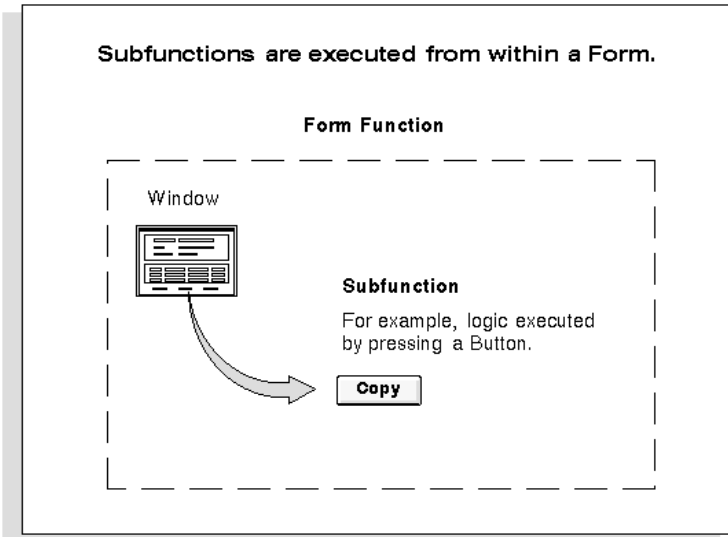 Subfunctions are executed from within a Form.
Form Function
Window
Subfunction
For example, logic executed
by pressing a Button.
Copy